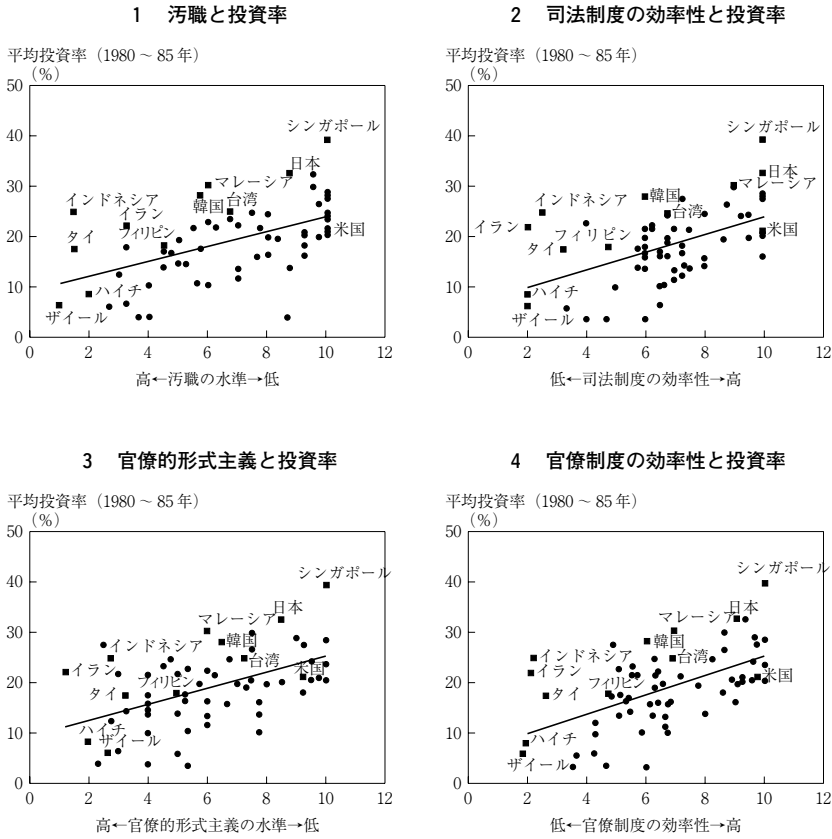 1 汚職と投資率
平均投資率（1980 ～ 85 年）
（%）
50
40
30
20
10
0
シンガポール
日本
マレーシア
インドネシア
韓国
台湾
イラン
フィリピン
タイ
米国
ハイチ
ザイール
0 2 4 6 8 10 12
高←汚職の水準→低
2 司法制度の効率性と投資率
平均投資率（1980 ～ 85 年）
（%）
50
40
30
20
10
0
シンガポール
日本
マレーシア
韓国
インドネシア
台湾
イラン
フィリピン
タイ
米国
ハイチ
ザイール
0 2 4 6 8 10 12
低←司法制度の効率性→高
3 官僚的形式主義と投資率
平均投資率（1980 ～ 85 年）
（%）
50
40
30
20
10
0
シンガポール
日本
マレーシア
韓国
インドネシア
台湾
米国
イラン
フィリピン
タイ
ハイチ
ザイール
0 2 4 6 8 10 12
高←官僚的形式主義の水準→低
4 官僚制度の効率性と投資率
平均投資率（1980 ～ 85 年）
（%）
50
40
30
20
10
0
シンガポール
日本
マレーシア
韓国
インドネシア
台湾
イラン
フィリピン
米国
タイ
ハイチ
ザイール
0 2 4 6 8 10 12
低←官僚制度の効率性→高